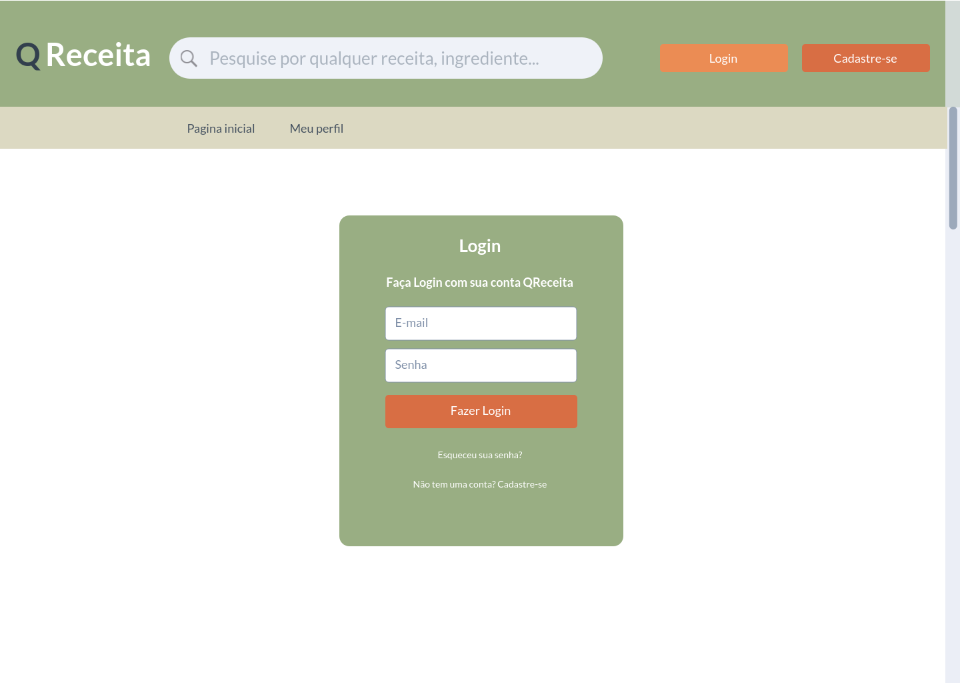 Q Receita
Pesquise por qualquer receita, ingrediente...
Login
Cadastre-se
Pagina inicial
Meu perfil
Login
Faça Login com sua conta QReceita
E-mail
Senha
Fazer Login
Esqueceu sua senha?
Não tem uma conta? Cadastre-se